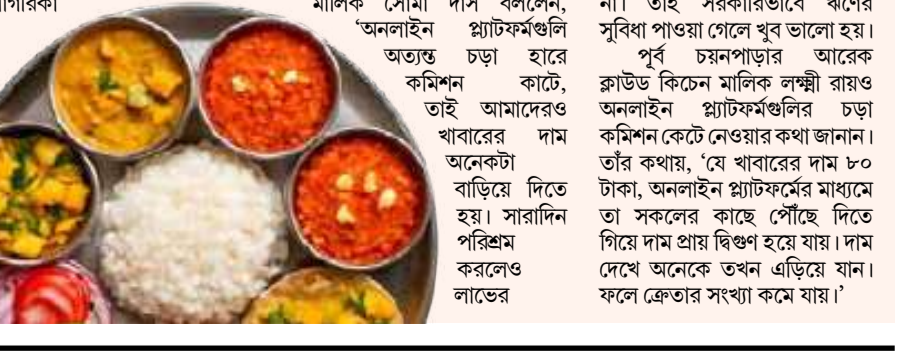 মালিক সোমা দাস বললেন,
‘অনলাইন প্ল্যাটফর্মগুলি
অত্যন্ত চড়া হারে
কমিশন কাটে,
তাই আমাদেরও
খাবারের দাম
অনেকটা
বাড়িয়ে দিতে
হয়। সারাদিন
পরিশ্রম
করলেও
লাভের
না। তাই সরকারিভাবে ঋণের
সুবিধা পাওয়া গেলে খুব ভালো হয়।
পূর্ব চয়নপাড়ার আরেক
ক্লাউড কিচেন মালিক লক্ষ্মী রায়ও
অনলাইন প্ল্যাটফর্মগুলির চড়া
কমিশন কেটে নেওয়ার কথা জানান।
তাঁর কথায়, ‘যে খাবারের দাম ৮০
টাকা, অনলাইন প্ল্যাটফর্মের মাধ্যমে
তা সকলের কাছে পৌঁছে দিতে
গিয়ে দাম প্রায় দ্বিগুণ হয়ে যায়। দাম
দেখে অনেকে তখন এড়িয়ে যান।
ফলে ক্রেতার সংখ্যা কমে যায়।’